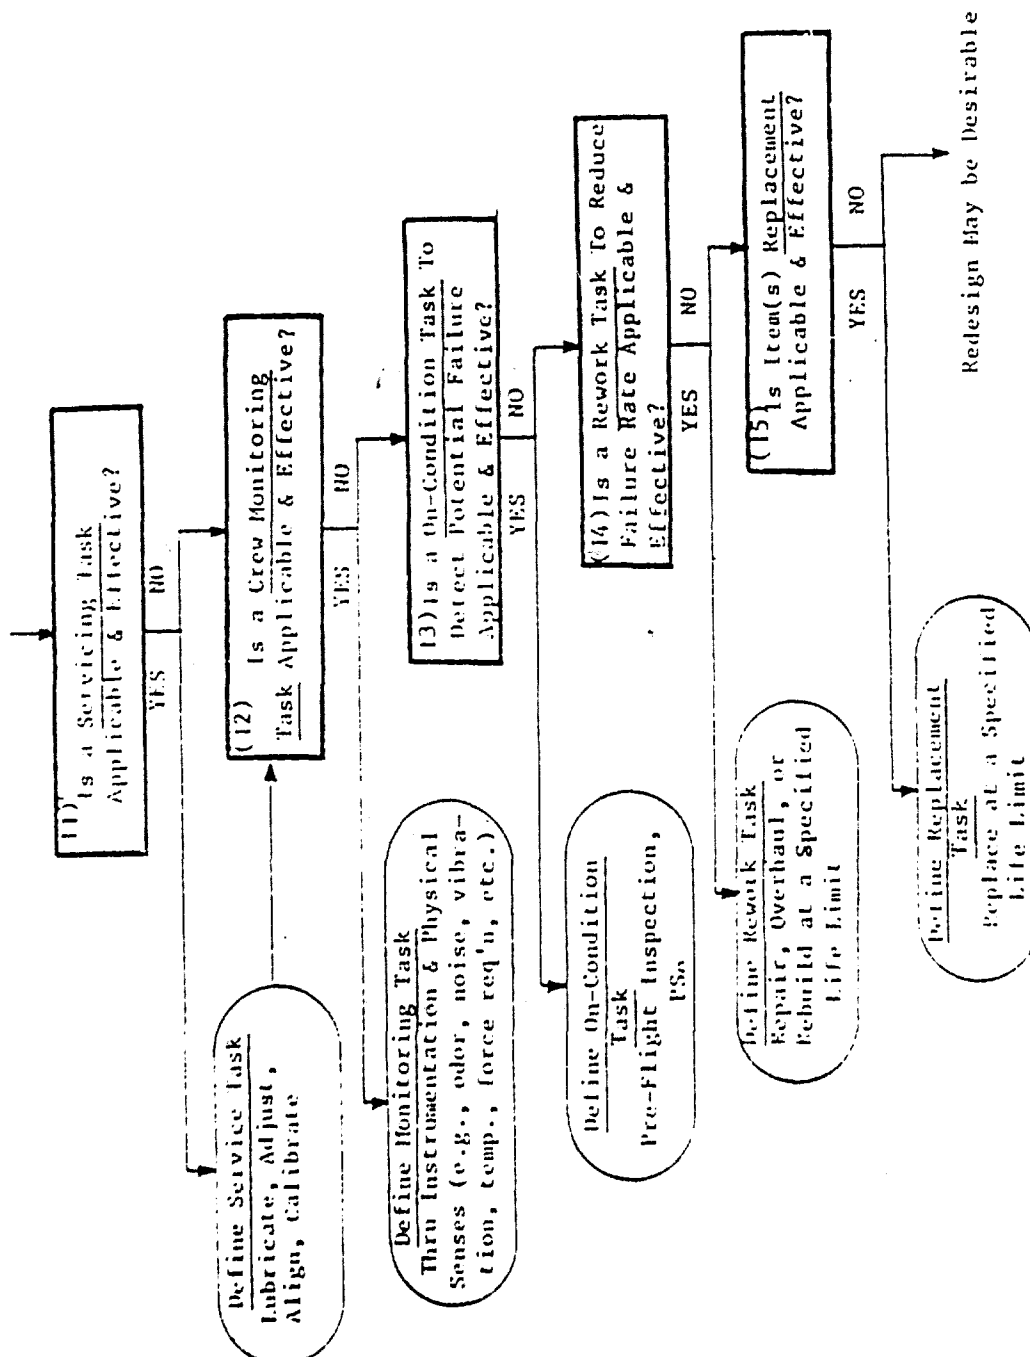 11) Is a Servicing Task
Applicable & Effective?
YES
NO
Define Service Task
Lubricate, Adjust,
Align, Calibrate
(12) Is a Crew Monitoring
Task Applicable & Effective?
YES
NO
Define Monitoring Task
Thru Instrumentation & Physical
Senses (e.g., odor, noise, vibra-
tion, temp., force req'n, etc.)
13) Is a On-Condition Task To
Detect Potential Failure
Applicable & Effective?
YES
NO
Define On-Condition
Task
Pre-Flight Inspection,
(14) Is a Rework Task To Reduce
Failure Rate Applicable &
Effective?
YES
NO
Define Rework Task
Repair, Overhaul, or
Rebuild at a Specified
Life Limit
(15) Is Item(s) Replacement
Applicable & Effective?
YES
NO
Define Replacement
Task
Replace at a Specified
Life Limit
Redesign May be Desirable